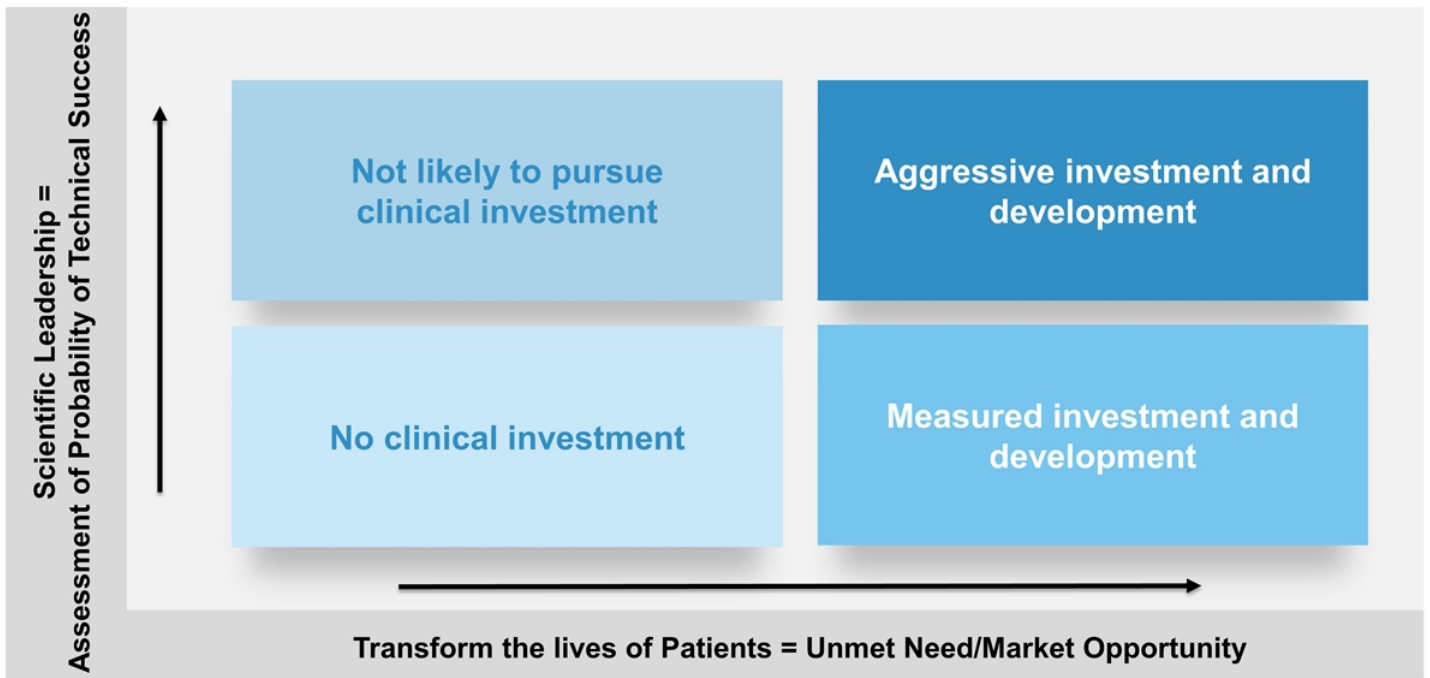 Scientific Leadership =
Assessment of Probability of Technical Success
Not likely to pursue
clinical investment
Aggressive investment and
development
No clinical investment
Measured investment and
development
Transform the lives of Patients = Unmet Need/Market Opportunity